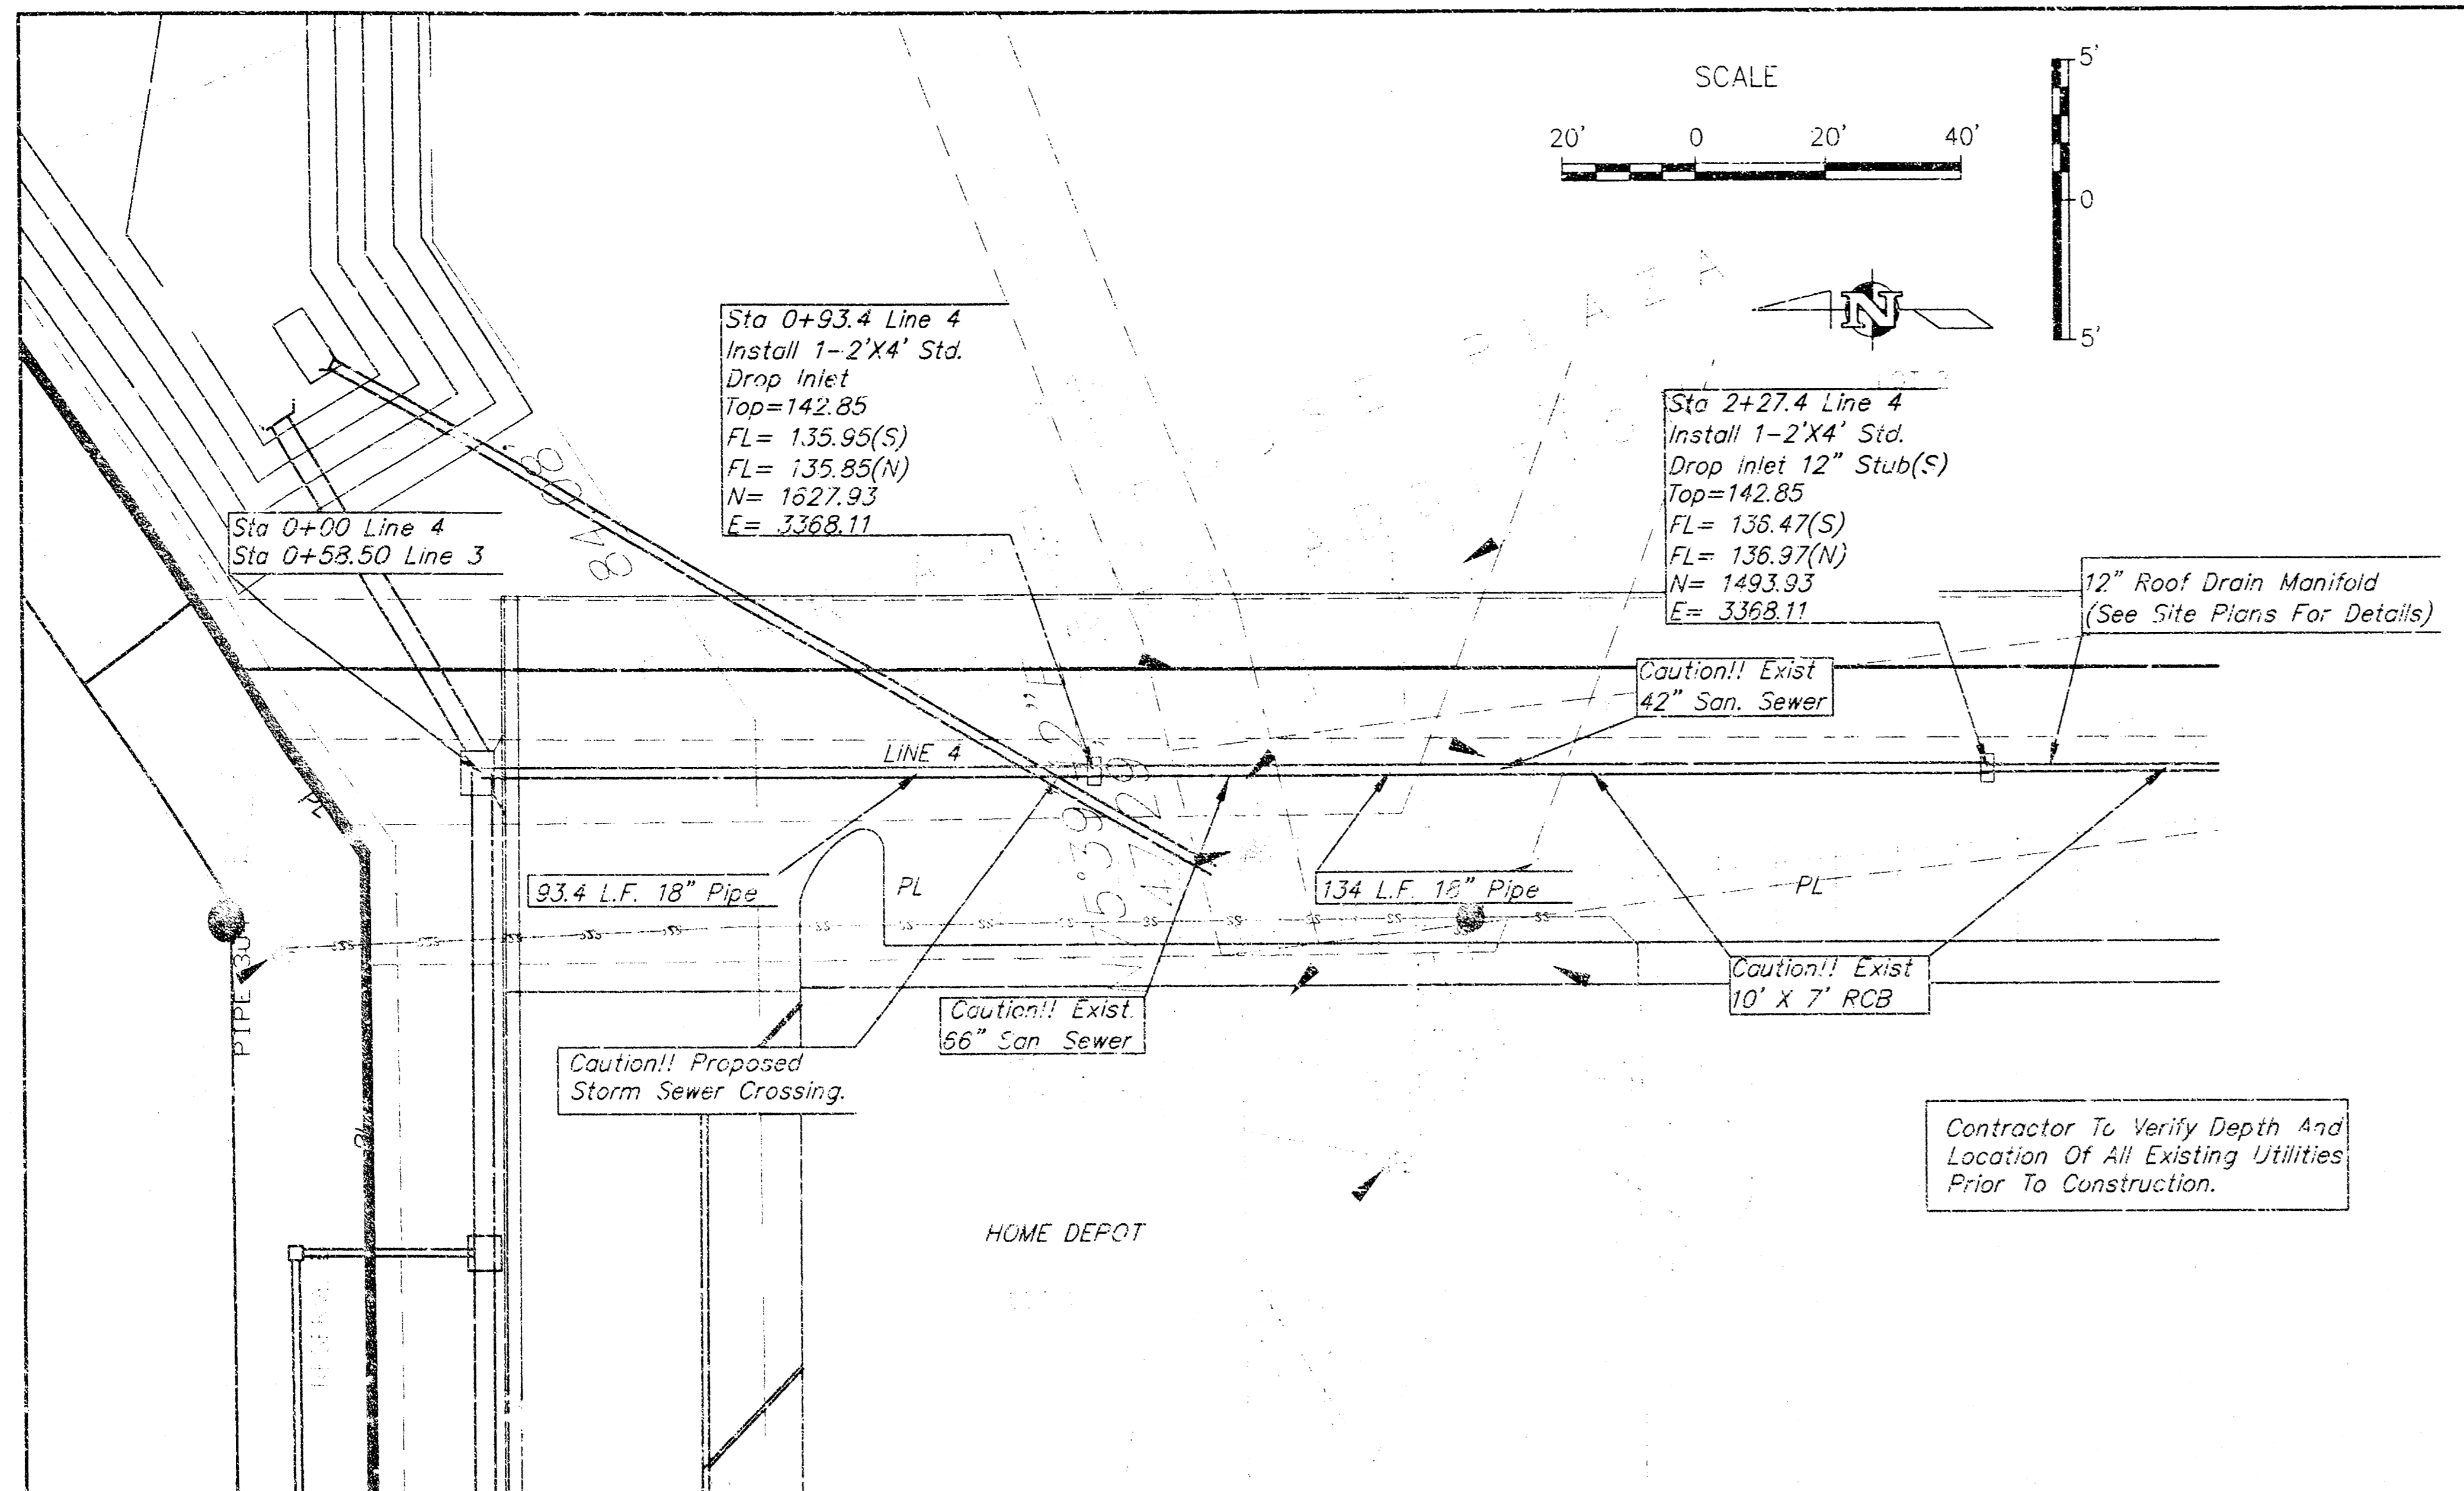 SCALE
20' 0 20' 40'
5'
0
5'
N
Sta 0+93.4 Line 4
Install 1-2'X4' Std.
Drop Inlet
Top=142.85
FL= 135.95(S)
FL= 135.85(N)
N= 1627.93
E= 3368.11
Sta 2+27.4 Line 4
Install 1-2'X4' Std.
Drop Inlet 12" Stub(S)
Top=142.85
FL= 136.47(S)
FL= 136.97(N)
N= 1493.93
E= 3368.11
Sta 0+00 Line 4
Sta 0+58.50 Line 3
12" Roof Drain Manifold
(See Site Plans For Details)
Caution!! Exist
42" San. Sewer
LINE 4
PL
93.4 L.F. 18" Pipe
PL
134 L.F. 18" Pipe
PL
PIPE
Caution!! Exist
10' X 7' RCB
Caution!! Exist.
66" San Sewer
Caution!! Proposed
Storm Sewer Crossing.
PL
Contractor To Verify Depth And
Location Of All Existing Utilities
Prior To Construction.
HOME DEPOT